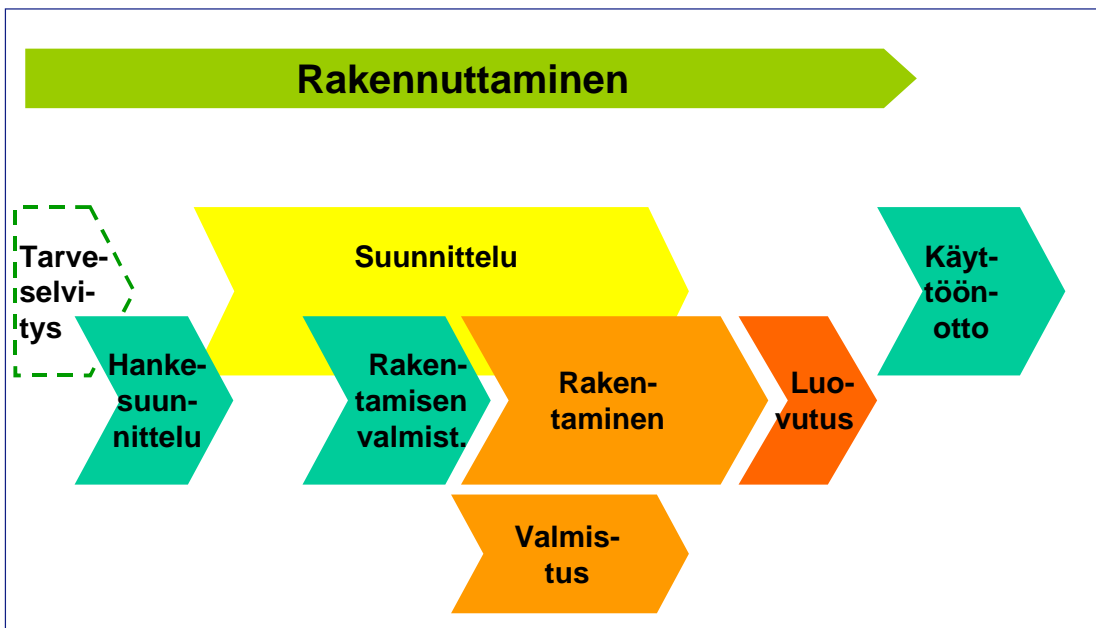 Rakennuttaminen
Tarve-
selvi-
tys
Hanke-
suun-
nittelu
Suunnittelu
Raken-
tamisen
valmist.
Raken-
taminen
Valmis-
tus
Luo-
vutus
Käyt-
töön-
otto